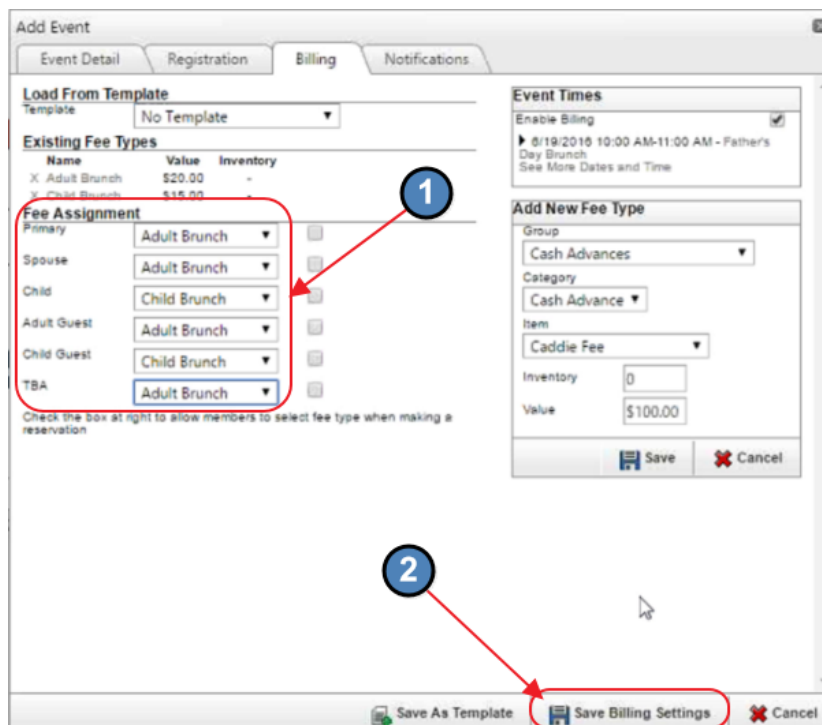 Add Event
Event Detail
Registration
Billing
Notifications
Load From Template
Template
No Template
Existing Fee Types
Name Value Inventory
X Adult Brunch $20.00 -
X Child Brunch $15.00 -
Fee Assignment
Primary Adult Brunch
Spouse Adult Brunch
Child Child Brunch
Adult Guest Adult Brunch
Child Guest Child Brunch
TBA Adult Brunch
Check the box at right to allow members to select fee type when making a
reservation
1
Event Times
Enable Billing
6/19/2016 10:00 AM-11:00 AM - Father's
Day Brunch
See More Dates and Time
Add New Fee Type
Group
Cash Advances
Category
Cash Advance
Item
Caddie Fee
Inventory 0
Value $100.00
Save Cancel
2
Save As Template Save Billing Settings Cancel